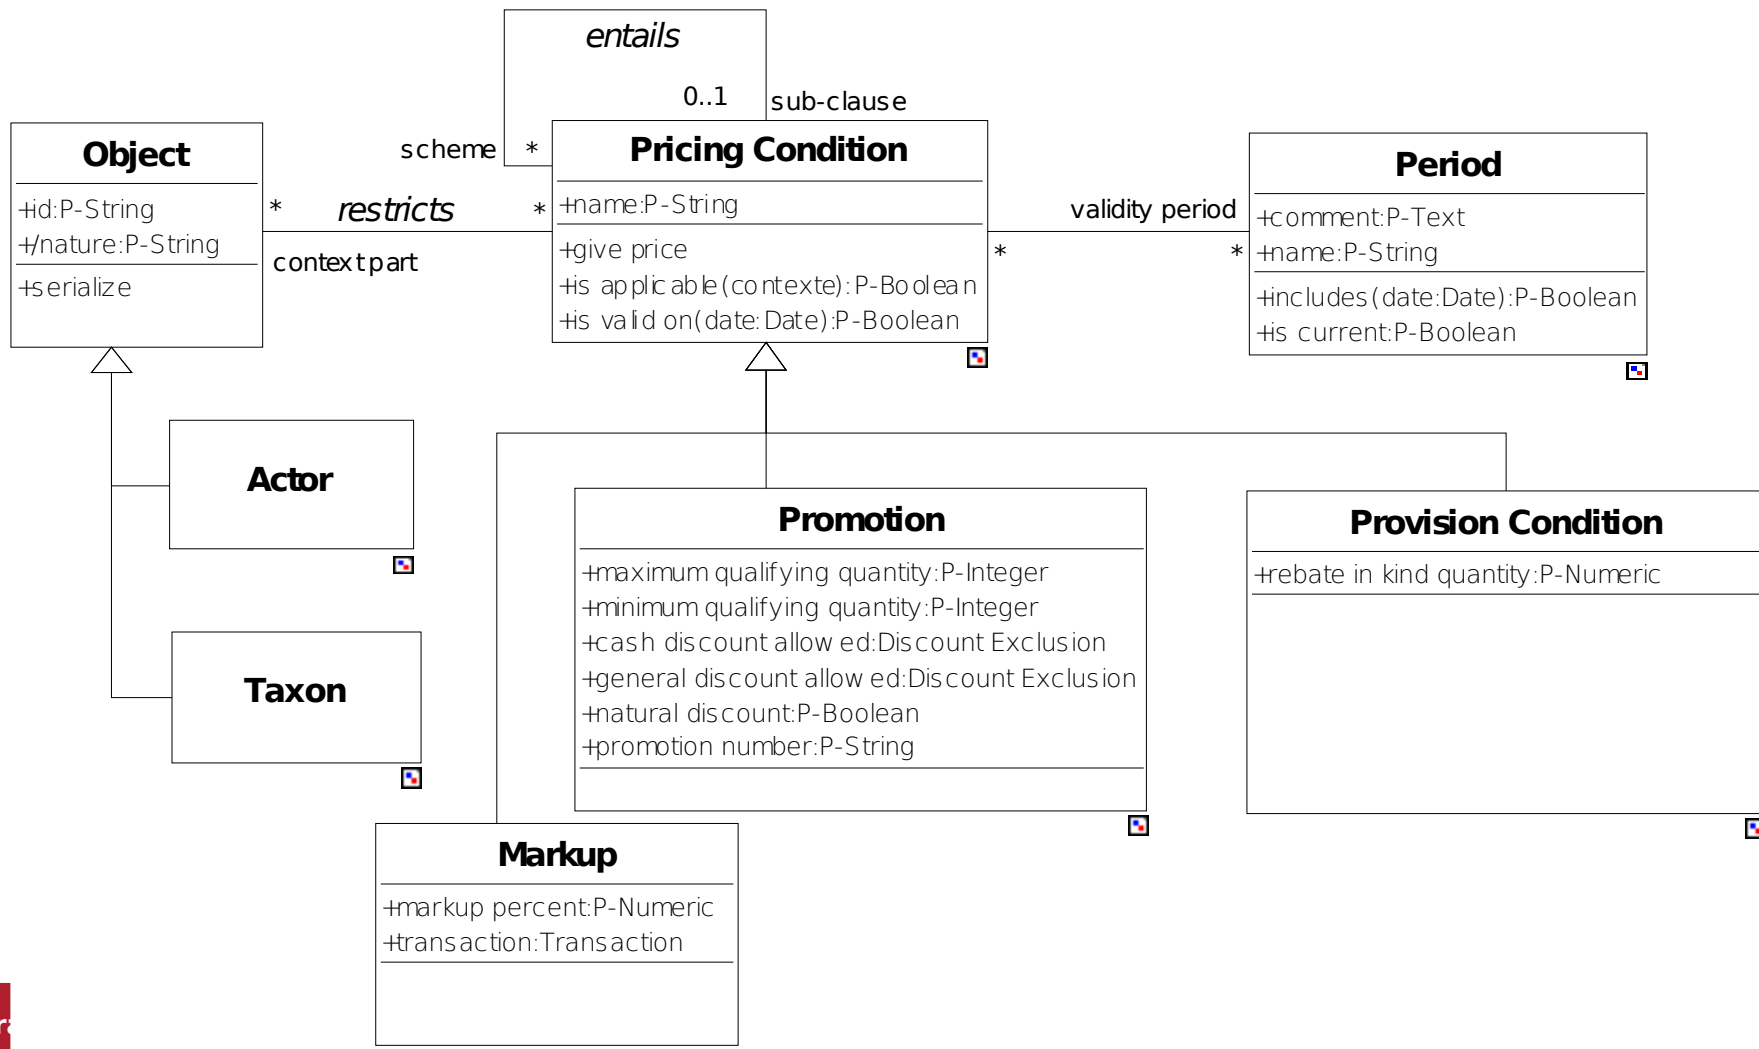 entails
0..1
sub-clause
scheme
*
Object
+id:P-String
+/nature:P-String
+serialize
*
restricts
*
context part
Pricing Condition
+name:P-String
+give price
+is applicable(contexte):P-Boolean
+is valid on(date:Date):P-Boolean
validity period
*
*
Period
+comment:P-Text
+name:P-String
+includes(date:Date):P-Boolean
+is current:P-Boolean
Actor
Taxon
Promotion
+maximum qualifying quantity:P-Integer
+minimum qualifying quantity:P-Integer
+cash discount allowed:Discount Exclusion
+general discount allowed:Discount Exclusion
+natural discount:P-Boolean
+promotion number:P-String
Provision Condition
+rebate in kind quantity:P-Numeric
Markup
+markup percent:P-Numeric
+transaction:Transaction